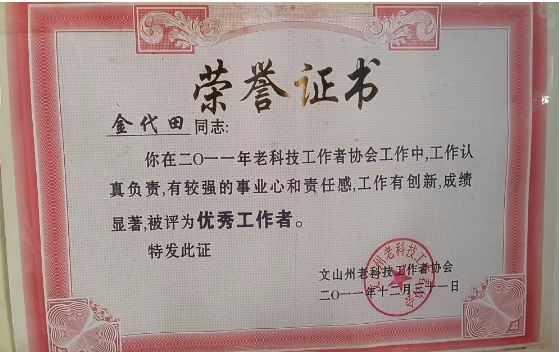 荣誉证书
金代田同志:
你在二〇一一年老科技工作者协会工作中,工作认
真负责,有较强的事业心和责任感,工作有创新,成绩
显著,被评为优秀工作者。
特发此证
文山州老科技工作者协会
二〇一一年十二月三十一日